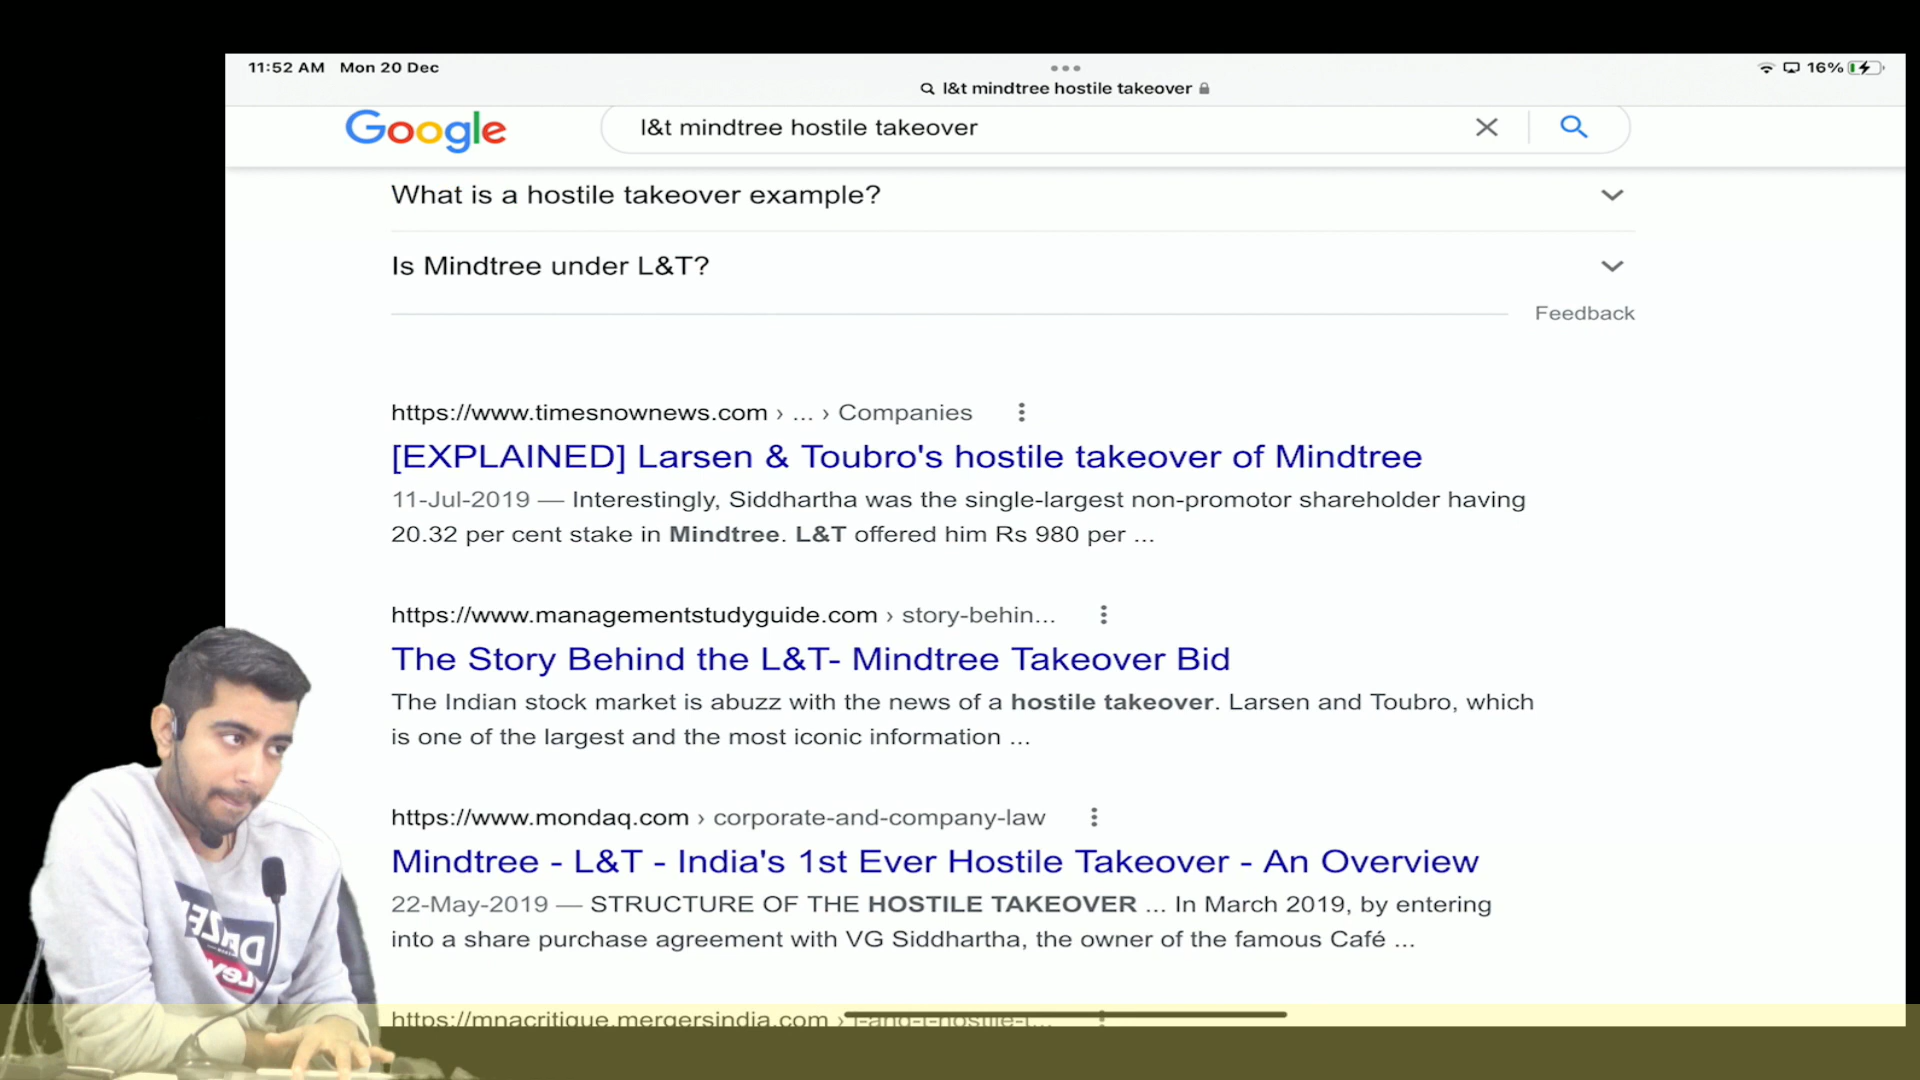 11:52 AM Mon 20 Dec
16%
l&t mindtree hostile takeover
Google
l&t mindtree hostile takeover
What is a hostile takeover example?
Is Mindtree under L&T?
Feedback
https://www.timesnownews.com › ... › Companies
[EXPLAINED] Larsen & Toubro's hostile takeover of Mindtree
11-Jul-2019 — Interestingly, Siddhartha was the single-largest non-promotor shareholder having
20.32 per cent stake in Mindtree. L&T offered him Rs 980 per ...
https://www.managementstudyguide.com › story-behin...
The Story Behind the L&T- Mindtree Takeover Bid
The Indian stock market is abuzz with the news of a hostile takeover. Larsen and Toubro, which
is one of the largest and the most iconic information ...
https://www.mondaq.com › corporate-and-company-law
Mindtree - L&T - India's 1st Ever Hostile Takeover - An Overview
22-May-2019 — STRUCTURE OF THE HOSTILE TAKEOVER ... In March 2019, by entering
into a share purchase agreement with VG Siddhartha, the owner of the famous Café ...
https://mnacritique.mergersindia.com › l-and-t-hostile-t...